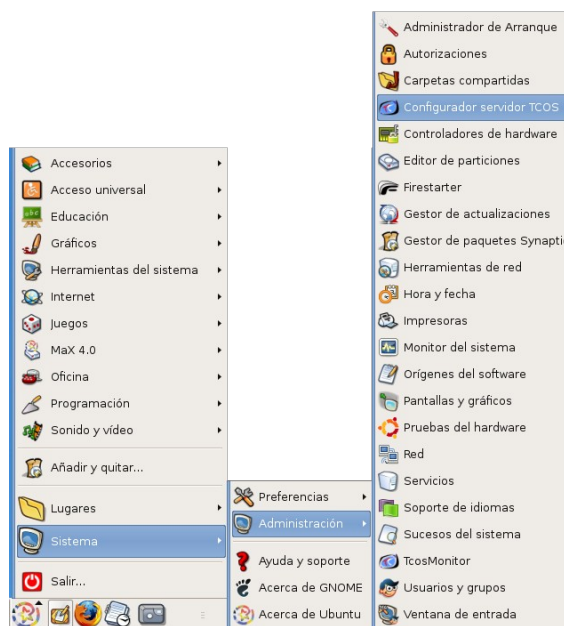 Accesorios
Acceso universal
Educación
Gráficos
Herramientas del sistema
Internet
Juegos
MaX 4.0
Oficina
Programación
Sonido y vídeo
Añadir y quitar...
Lugares
Sistema
Salir...
Preferencias
Administración
Ayuda y soporte
Acerca de GNOME
Acerca de Ubuntu
Administrador de Arranque
Autorizaciones
Carpetas compartidas
Configurador servidor TCOS
Controladores de hardware
Editor de particiones
Firestarter
Gestor de actualizaciones
Gestor de paquetes Synapti
Herramientas de red
Hora y fecha
Impresoras
Monitor del sistema
Orígenes del software
Pantallas y gráficos
Pruebas del hardware
Red
Servicios
Soporte de idiomas
Sucesos del sistema
TcosMonitor
Usuarios y grupos
Ventana de entrada